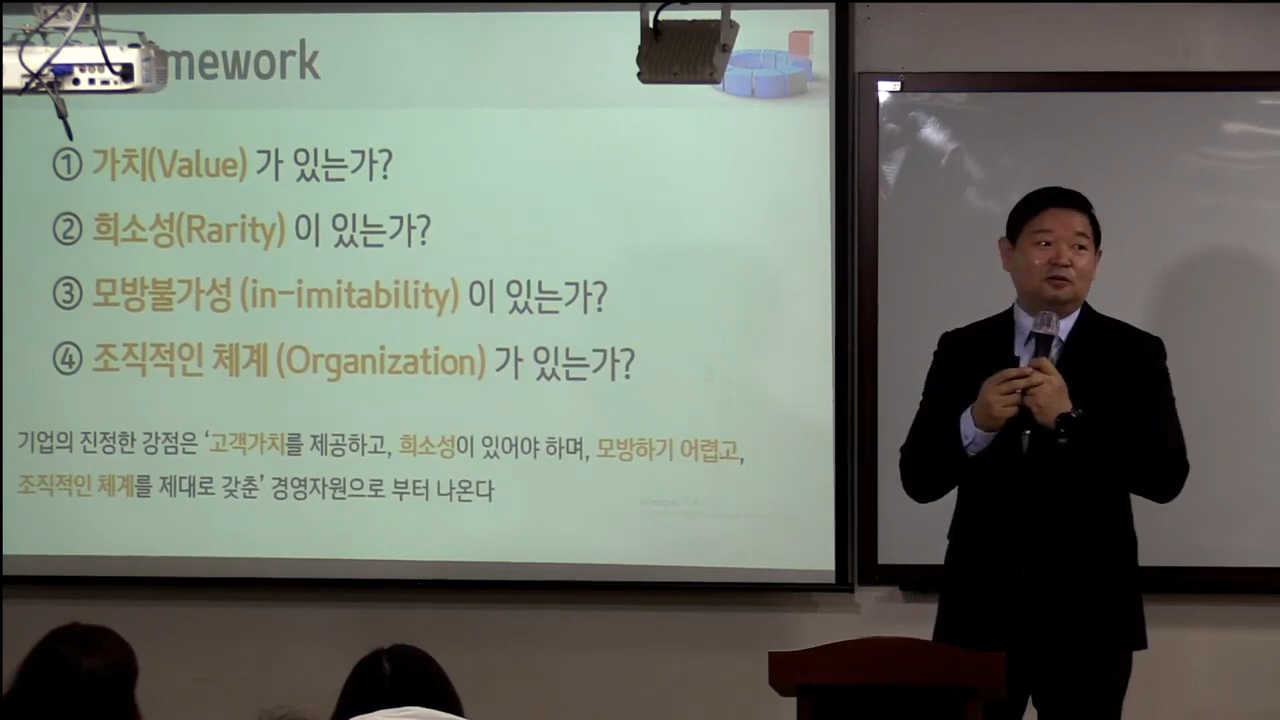 mework
① 가치(Value) 가 있는가?
② 희소성(Rarity) 이 있는가?
③ 모방불가성 (in-imitability) 이 있는가?
④ 조직적인 체계 (Organization) 가 있는가?
기업의 진정한 강점은 ‘고객가치를 제공하고, 희소성이 있어야 하며, 모방하기 어렵고,
조직적인 체계를 제대로 갖춘’ 경영자원으로 부터 나온다